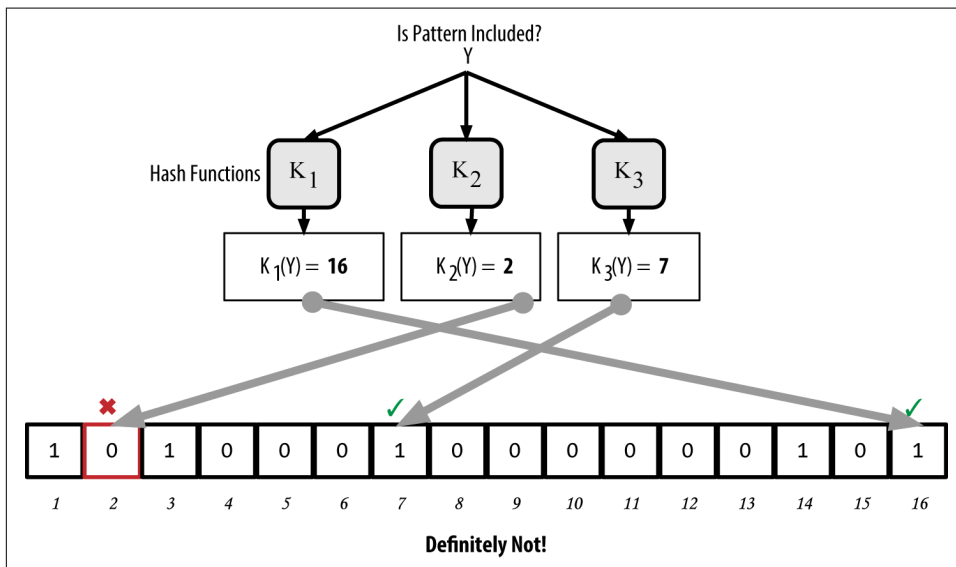 Is Pattern Included?
Y
Hash Functions K1 K2 K3
K1(Y) = 16 K2(Y) = 2 K3(Y) = 7
✖ ✓ ✓
1 0 1 0 0 0 1 0 0 0 0 0 0 1 0 1
1 2 3 4 5 6 7 8 9 10 11 12 13 14 15 16
Definitely Not!